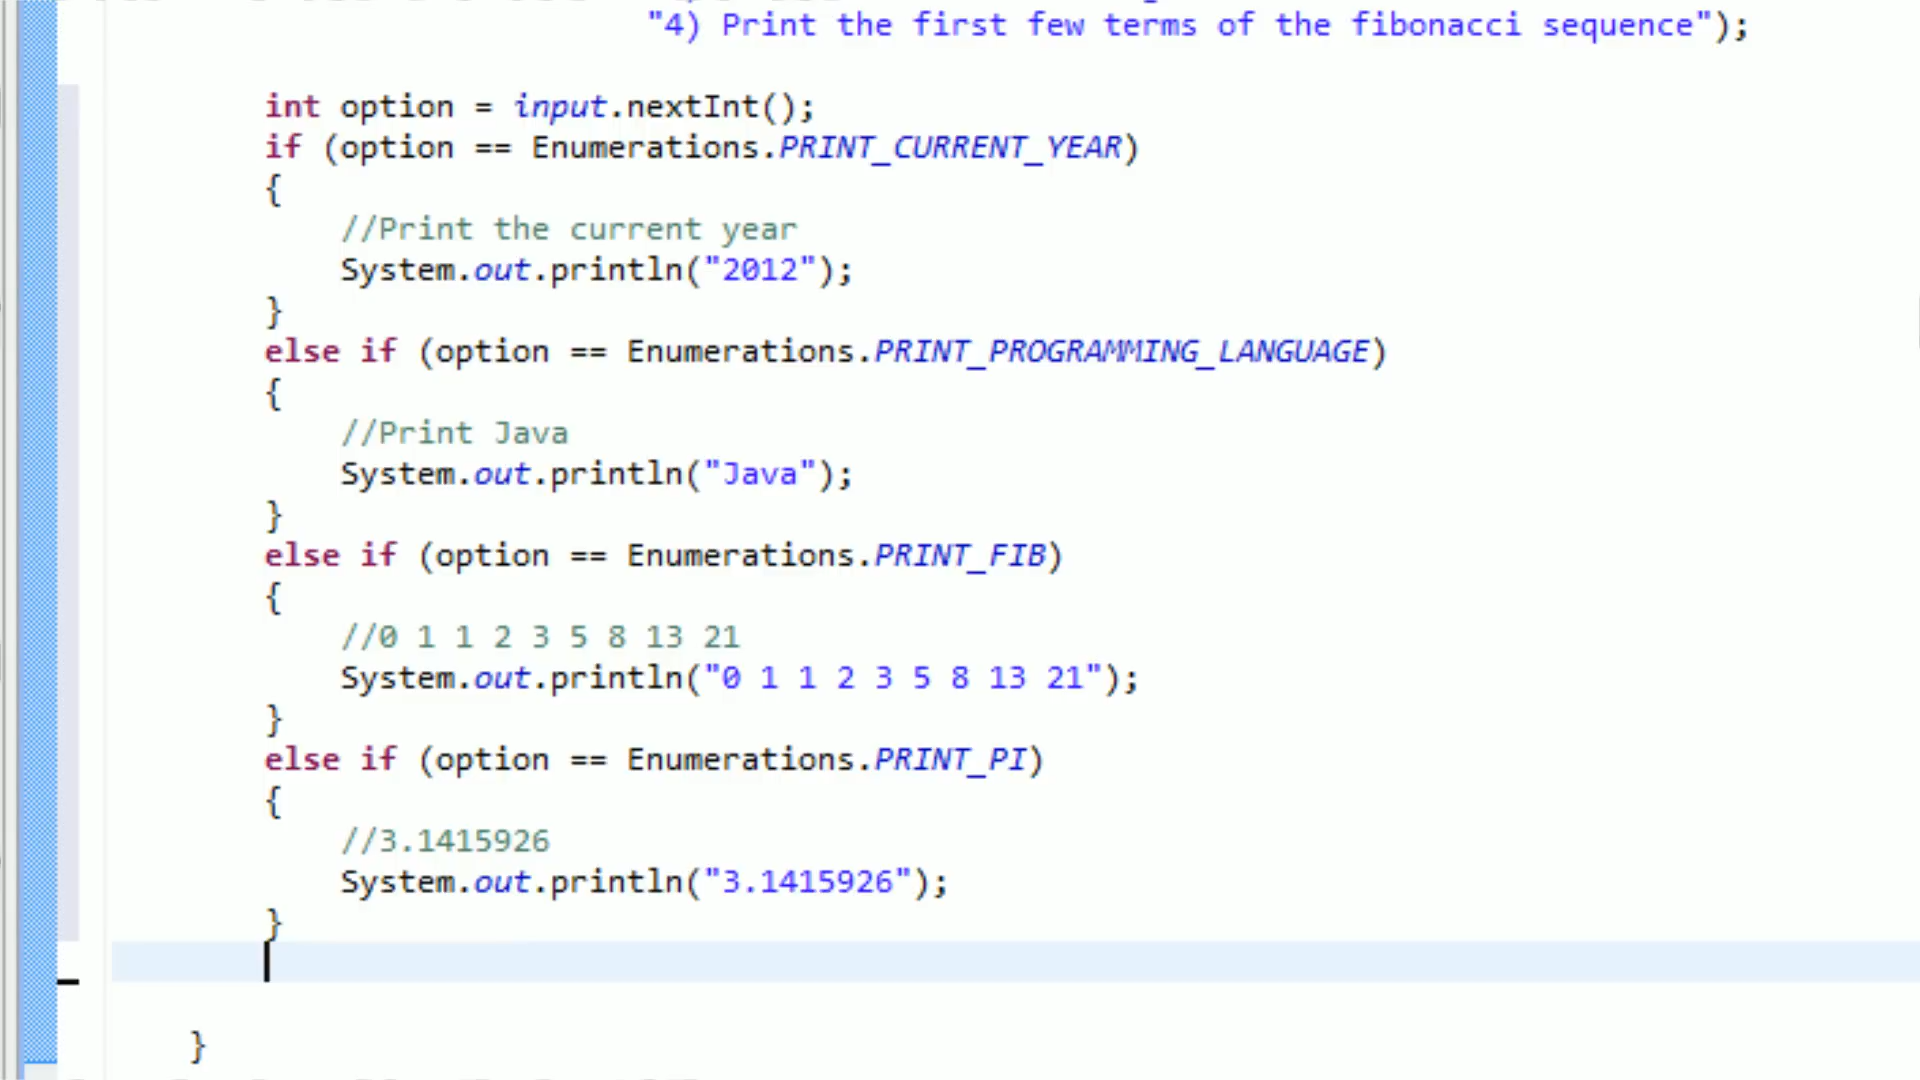 "4) Print the first few terms of the fibonacci sequence");
int option = input.nextInt();
if (option == Enumerations.PRINT_CURRENT_YEAR)
{
//Print the current year
System.out.println("2012");
}
else if (option == Enumerations.PRINT_PROGRAMMING_LANGUAGE)
{
//Print Java
System.out.println("Java");
}
else if (option == Enumerations.PRINT_FIB)
{
//0 1 1 2 3 5 8 13 21
System.out.println("0 1 1 2 3 5 8 13 21");
}
else if (option == Enumerations.PRINT_PI)
{
//3.1415926
System.out.println("3.1415926");
}
}